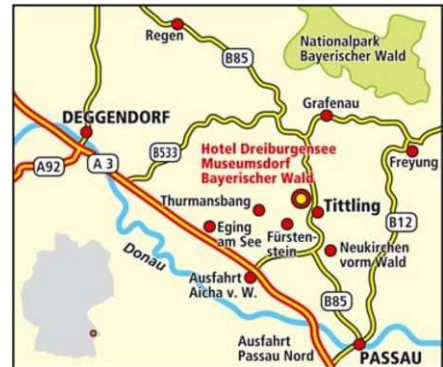 Regen
B85
Nationalpark
Bayerischer Wald
DEGGENDORF
Grafenau
A92
A 3
B533
Hotel Dreiburgensee
Museumsdorf
Bayerischer Wald
Freyung
Thurmansbang
Tittling
Eging
am See
Fürsten-
stein
B12
Donau
Neukirchen
vorm Wald
Ausfahrt
Aicha v. W.
B85
Ausfahrt
Passau Nord
PASSAU